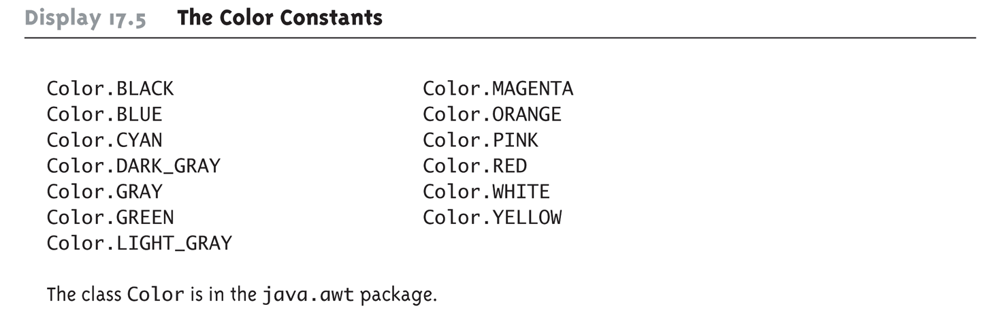 Display 17.5 The Color Constants
Color.BLACK
Color.BLUE
Color.CYAN
Color.DARK_GRAY
Color.GRAY
Color.GREEN
Color.LIGHT_GRAY
Color.MAGENTA
Color.ORANGE
Color.PINK
Color.RED
Color.WHITE
Color.YELLOW
The class Color is in the java.awt package.